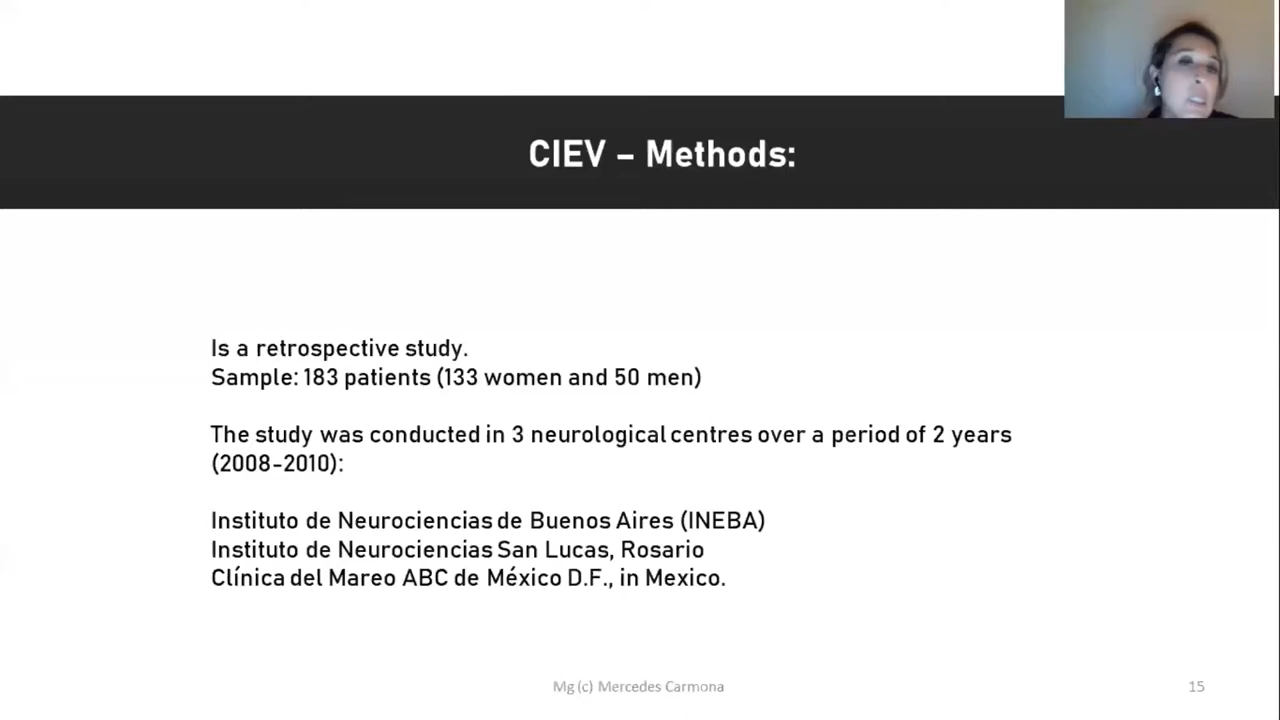 CIEV – Methods:
Is a retrospective study.
Sample: 183 patients (133 women and 50 men)
The study was conducted in 3 neurological centres over a period of 2 years
(2008-2010):
Instituto de Neurociencias de Buenos Aires (INEBA)
Instituto de Neurociencias San Lucas, Rosario
Clínica del Mareo ABC de México D.F., in Mexico.
Mg (c) Mercedes Carmona
15